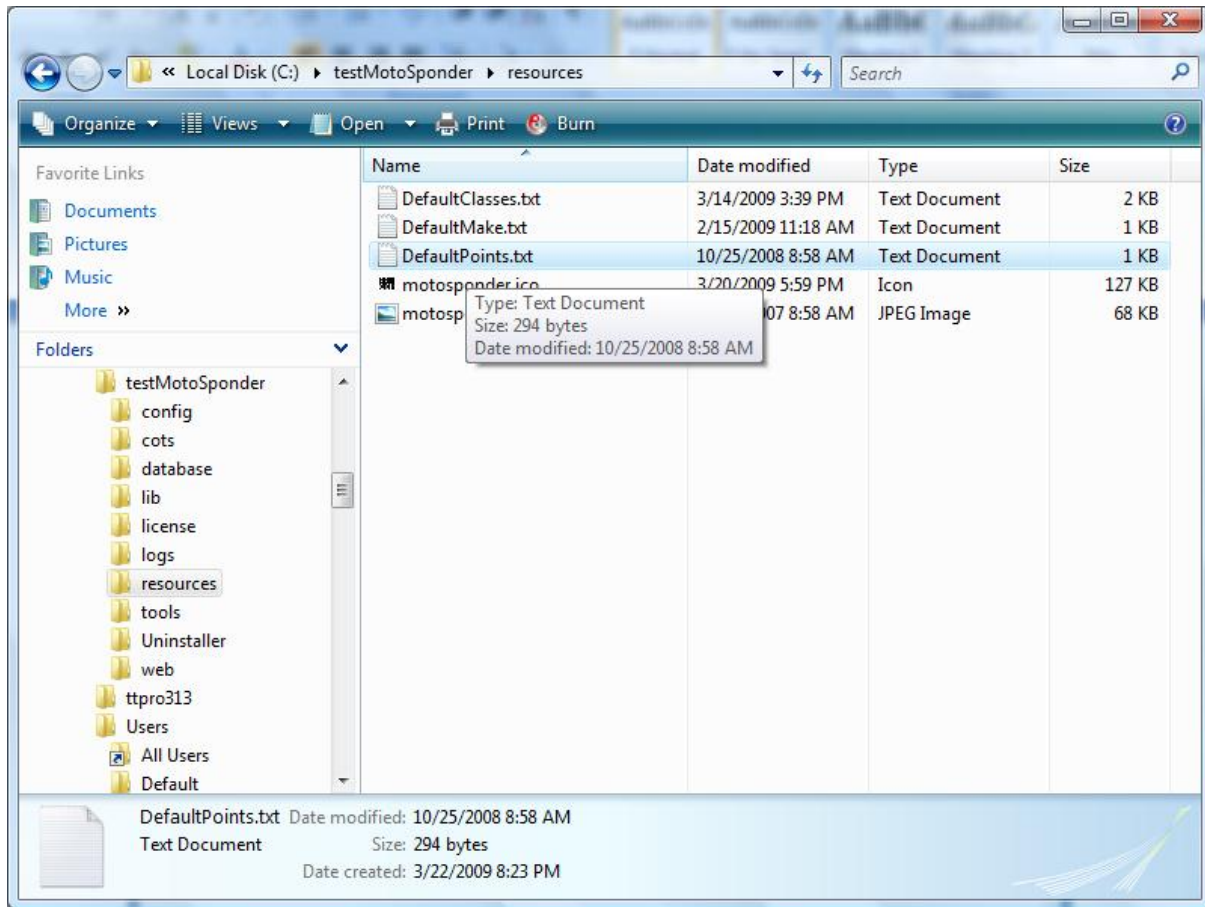 « Local Disk (C:) ▸ testMotoSponder ▸ resources
Search
Organize Views Open Print Burn
Favorite Links
Documents
Pictures
Music
More »
Folders
testMotoSponder
config
cots
database
lib
license
logs
resources
tools
Uninstaller
web
ttpro313
Users
All Users
Default
Name Date modified Type Size
DefaultClasses.txt 3/14/2009 3:39 PM Text Document 2 KB
DefaultMake.txt 2/15/2009 11:18 AM Text Document 1 KB
DefaultPoints.txt 10/25/2008 8:58 AM Text Document 1 KB
motosponder.ico 3/20/2009 5:59 PM Icon 127 KB
motosp 07 8:58 AM JPEG Image 68 KB
Type: Text Document
Size: 294 bytes
Date modified: 10/25/2008 8:58 AM
DefaultPoints.txt Date modified: 10/25/2008 8:58 AM
Text Document Size: 294 bytes
Date created: 3/22/2009 8:23 PM